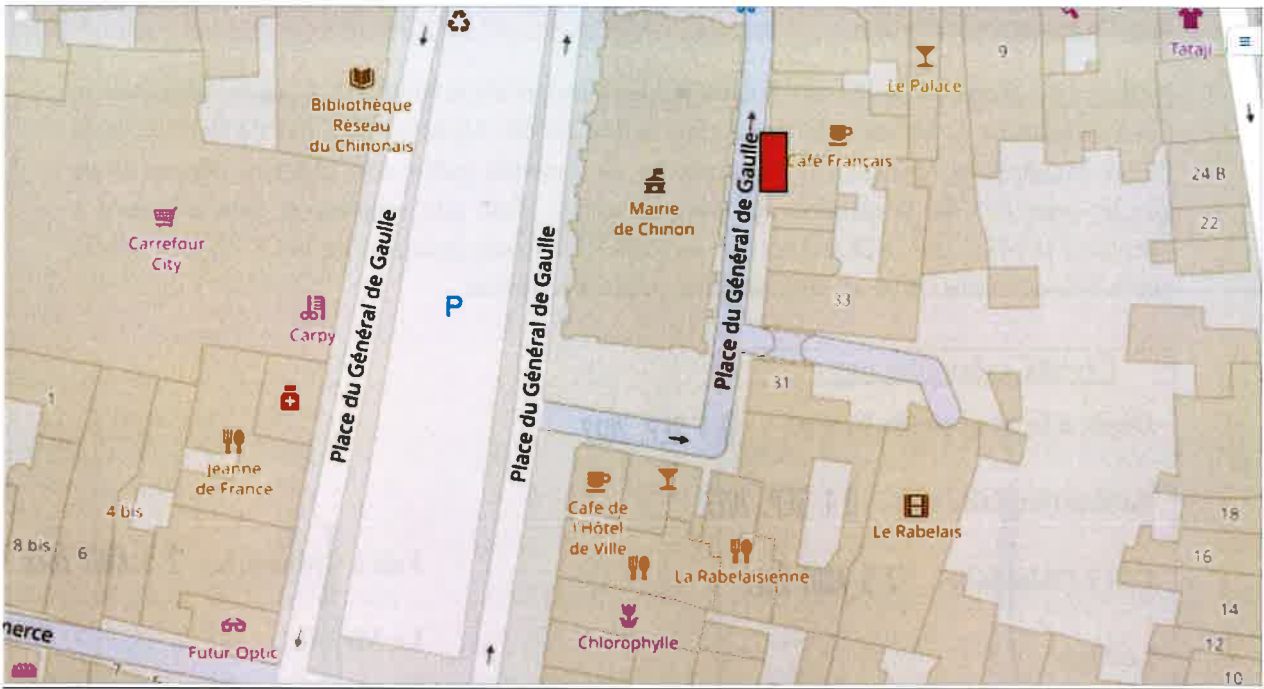 Bibliothèque
Réseau
du Chinonais
Carrefour
City
Carpy
Place du Général de Gaulle
P
Place du Général de Gaulle
Mairie
de Chinon
Place du Général de Gaulle
Le Palace
9
Tataji
Café Français
24 B
22
33
31
1
Jeanne
de France
4 bis
8 bis
6
Café de
l'Hôtel
de Ville
La Rabelaisienne
Le Rabelais
Chlorophylle
Futur Optic
merce
18
16
14
12
10